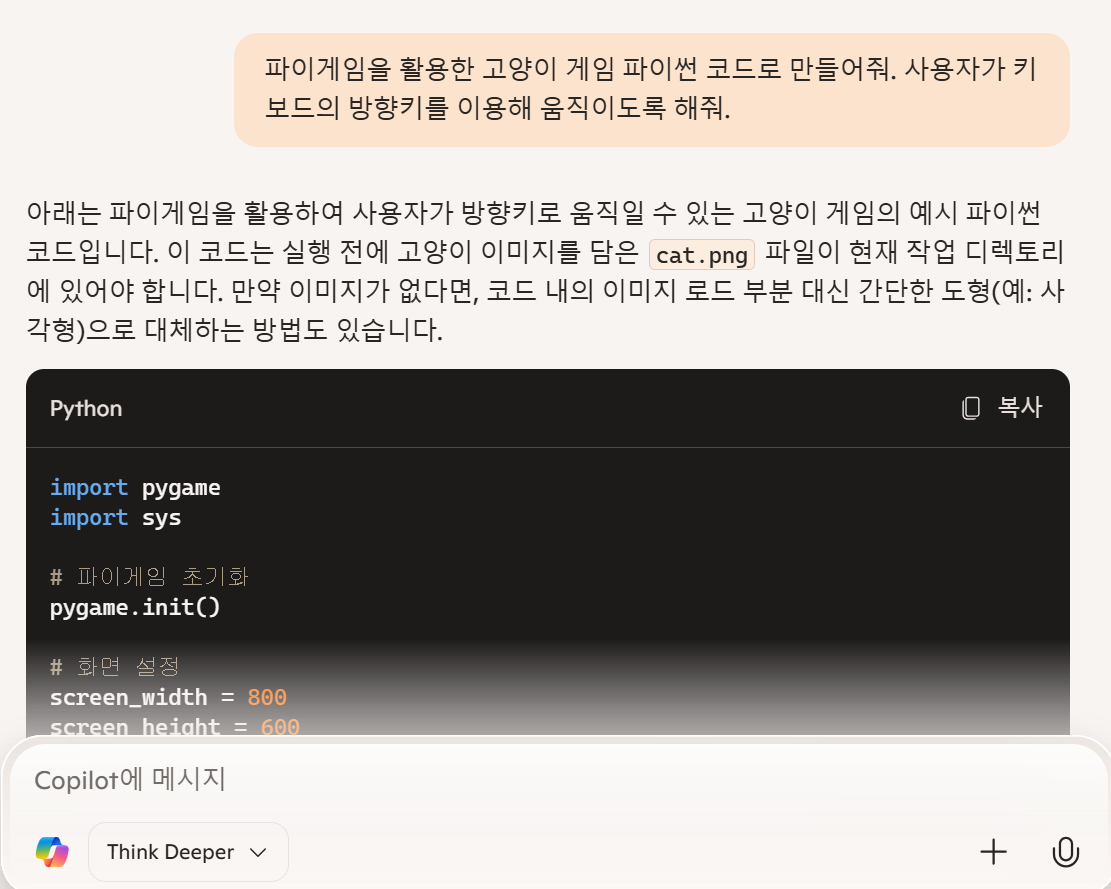 파이게임을 활용한 고양이 게임 파이썬 코드로 만들어줘. 사용자가 키
보드의 방향키를 이용해 움직이도록 해줘.
아래는 파이게임을 활용하여 사용자가 방향키로 움직일 수 있는 고양이 게임의 예시 파이썬
코드입니다. 이 코드는 실행 전에 고양이 이미지를 담은 cat.png 파일이 현재 작업 디렉토리
에 있어야 합니다. 만약 이미지가 없다면, 코드 내의 이미지 로드 부분 대신 간단한 도형(예: 사
각형)으로 대체하는 방법도 있습니다.
Python
복사
import pygame
import sys
# 파이게임 초기화
pygame.init()
# 화면 설정
screen_width = 800
screen_height = 600
Copilot에 메시지
Think Deeper